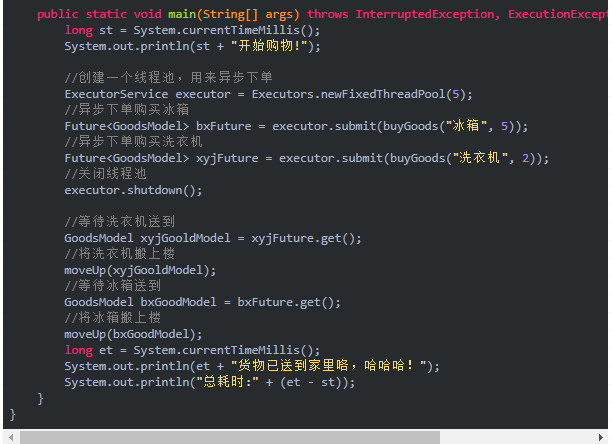 public static void main(String[] args) throws InterruptedException, ExecutionExcept
long st = System.currentTimeMillis();
System.out.println(st + "开始购物!");
//创建一个线程池，用来异步下单
ExecutorService executor = Executors.newFixedThreadPool(5);
//异步下单购买冰箱
Future<GoodsModel> bxFuture = executor.submit(buyGoods("冰箱", 5));
//异步下单购买洗衣机
Future<GoodsModel> xyjFuture = executor.submit(buyGoods("洗衣机", 2));
//关闭线程池
executor.shutdown();
//等待洗衣机送到
GoodsModel xyjGooldModel = xyjFuture.get();
//将洗衣机搬上楼
moveUp(xyjGooldModel);
//等待冰箱送到
GoodsModel bxGoodModel = bxFuture.get();
//将冰箱搬上楼
moveUp(bxGoodModel);
long et = System.currentTimeMillis();
System.out.println(et + "货物已送到家里咯，哈哈哈！");
System.out.println("总耗时:" + (et - st));
}
}